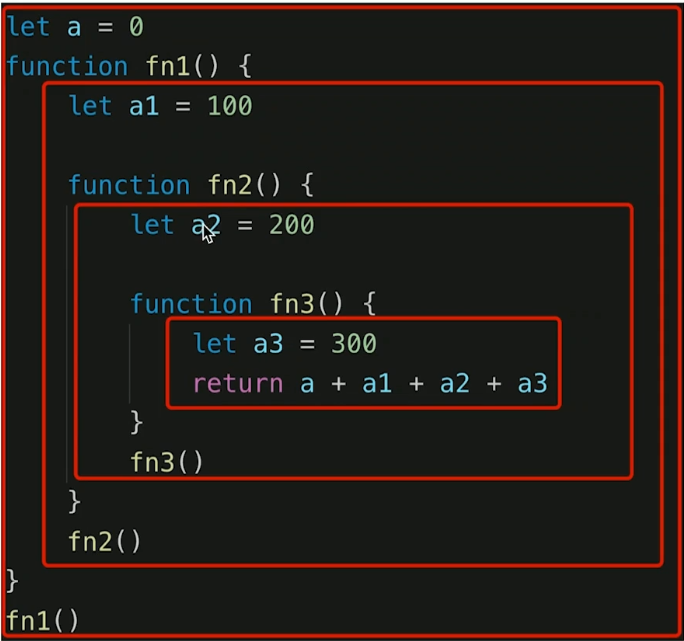 let a = 0
function fn1() {
let a1 = 100
function fn2() {
let a2 = 200
function fn3() {
let a3 = 300
return a + a1 + a2 + a3
}
fn3()
}
fn2()
}
fn1()